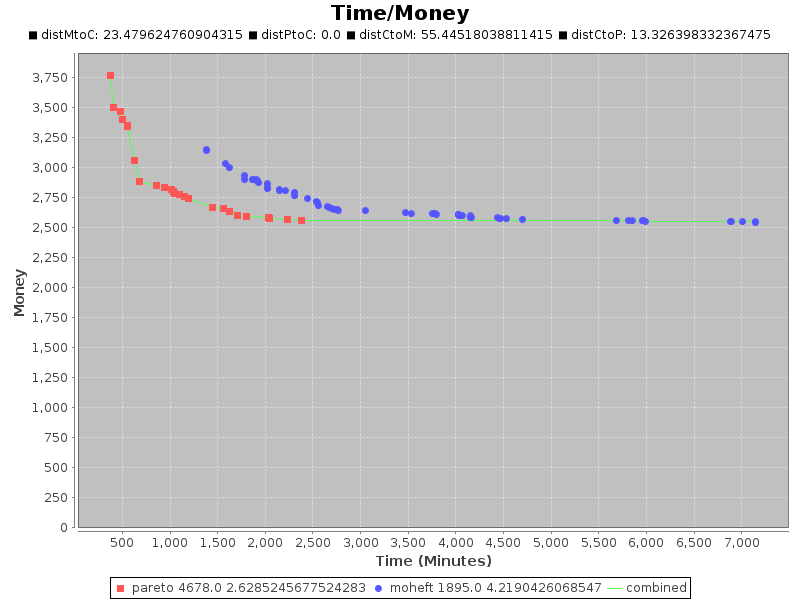 Time/Money
distMtoC: 23.479624760904315 distPtoC: 0.0 distCtoM: 55.44518038811415 distCtoP: 13.326398332367475
3,750
3,500
3,250
3,000
2,750
2,500
2,250
2,000
1,750
1,500
1,250
1,000
750
500
250
0
Money
500 1,000 1,500 2,000 2,500 3,000 3,500 4,000 4,500 5,000 5,500 6,000 6,500 7,000
Time (Minutes)
pareto 4678.0 2.6285245677524283 moheft 1895.0 4.2190426068547 combined